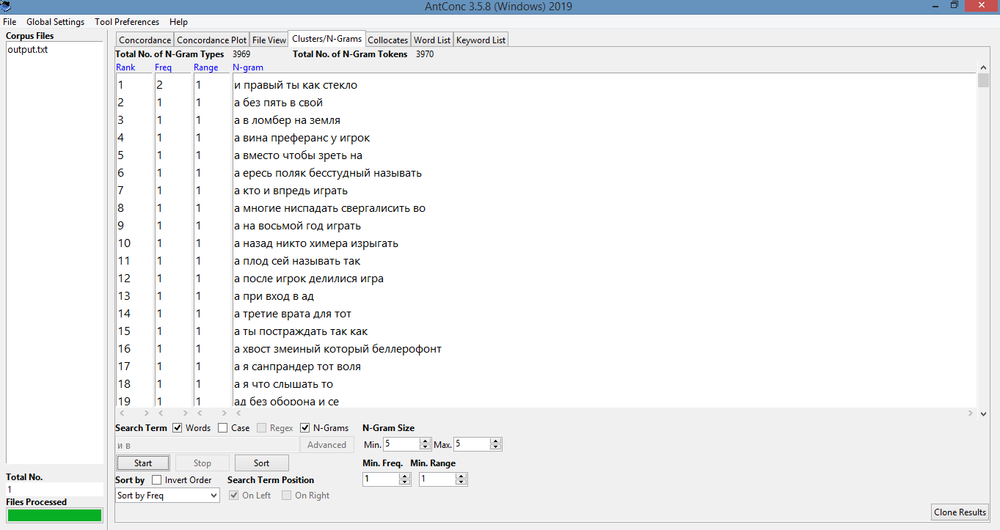 AntConc 3.5.8 (Windows) 2019
File Global Settings Tool Preferences Help
Corpus Files
output.txt
Concordance Concordance Plot File View Clusters/N-Grams Collocates Word List Keyword List
Total No. of N-Gram Types 3969 Total No. of N-Gram Tokens 3970
Rank Freq Range N-gram
1 2 1 и правый ты как стекло
2 1 1 а без пять в свой
3 1 1 а в ломбер на земля
4 1 1 а вина преферанс у игрок
5 1 1 а вместо чтобы зреть на
6 1 1 а ересь поляк бесстудный называть
7 1 1 а кто и впредь играть
8 1 1 а многие ниспадать свергалисить во
9 1 1 а на восьмой год играть
10 1 1 а назад никто химера изрыгать
11 1 1 а плод сей называть так
12 1 1 а после игрок делилися игра
13 1 1 а при вход в ад
14 1 1 а третие врата для тот
15 1 1 а ты постраждать так как
16 1 1 а хвост змеиный который беллерофонт
17 1 1 а я санпрандер тот воля
18 1 1 а я что слышать то
19 1 1 ад без оборона и се
Search Term Words Case Regex N-Grams N-Gram Size
и в Advanced Min. 5 Max. 5
Start Stop Sort Min. Freq. Min. Range
1 1
Sort by Invert Order Search Term Position
Sort by Freq On Left On Right
Total No.
1
Files Processed
Clone Results